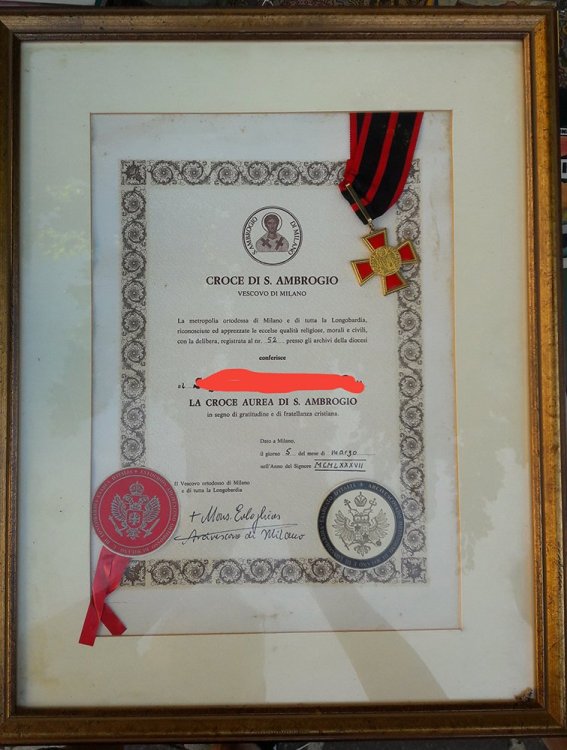 S. AMBROGIO DI MILANO
CROCE DI S. AMBROGIO
VESCOVO DI MILANO
La metropolia ortodossa di Milano e di tutta la Longobardia,
riconosciute ed apprezzate le eccelse qualità religiose, morali e civili,
con la delibera, registrata al nr. 52 presso gli archivi della diocesi
conferisce
al
LA CROCE AUREA DI S. AMBROGIO
in segno di gratitudine e di fratellanza cristiana.
Dato a Milano,
il giorno 5 del mese di marzo
nell'Anno del Signore MCMLXXXVII
Il Vescovo ortodosso di Milano
e di tutta la Longobardia
+ Mons. Evloghios
Arcivescovo di Milano